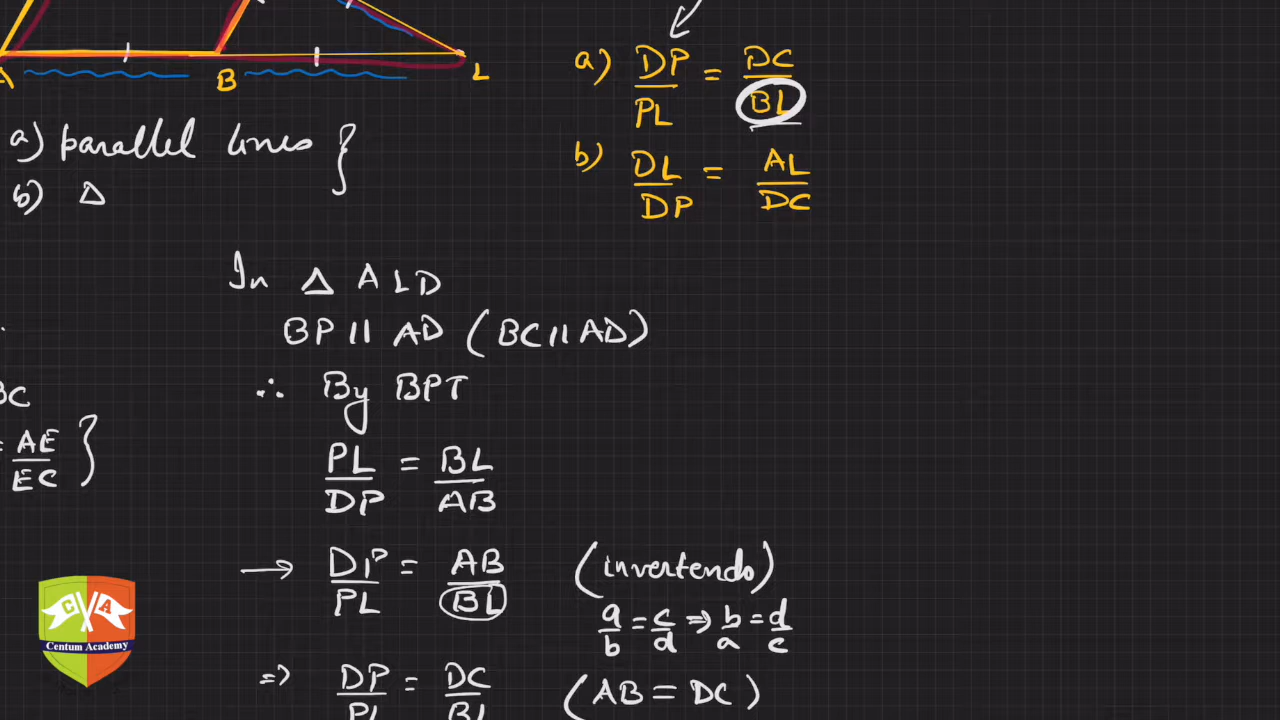 A B L
a) DP/PL = DC/BL
a) parallel lines }
b) DL/DP = AL/DC
b) Δ
In Δ ALD
BP || AD (BC || AD)
BC
∴ By BPT
= AE/EC }
PL/DP = BL/AB
→ DP/PL = AB/BL (invertendo)
a/b = c/d ⇒ b/a = d/c
CA
Centum Academy
⇒ DP/PL = DC/BL (AB = DC)